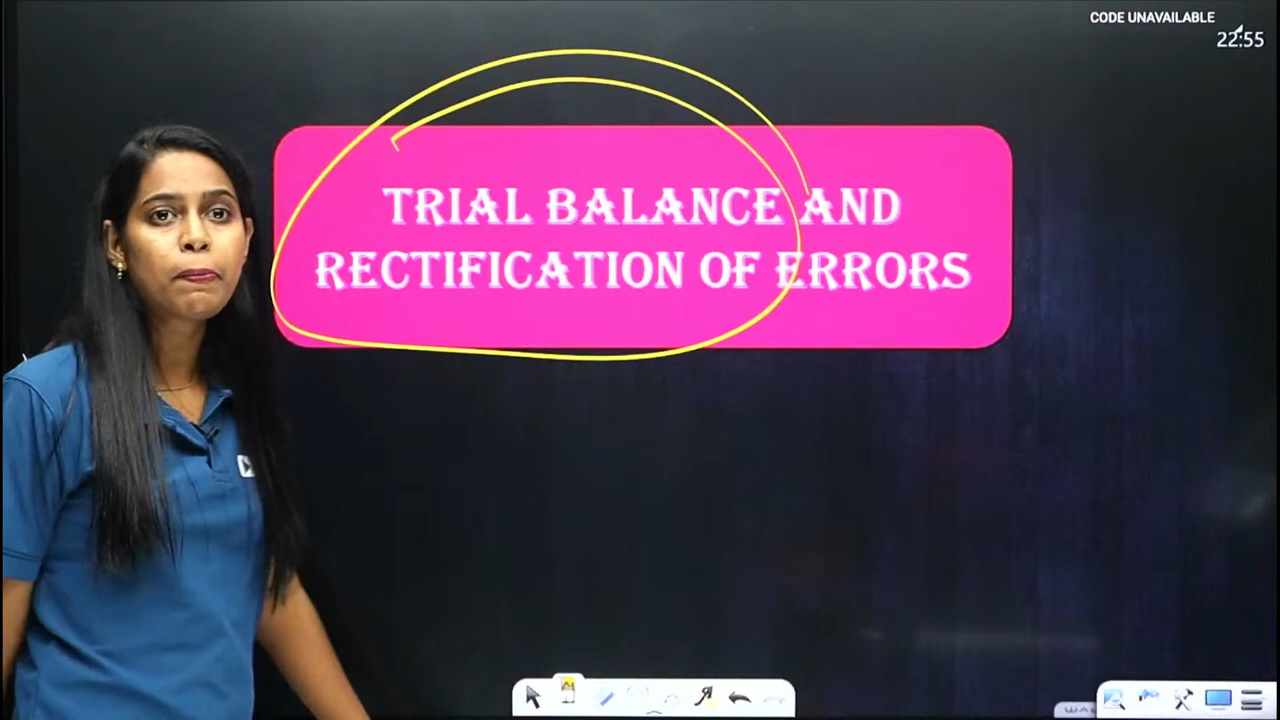 CODE UNAVAILABLE
22:55
TRIAL BALANCE AND
RECTIFICATION OF ERRORS